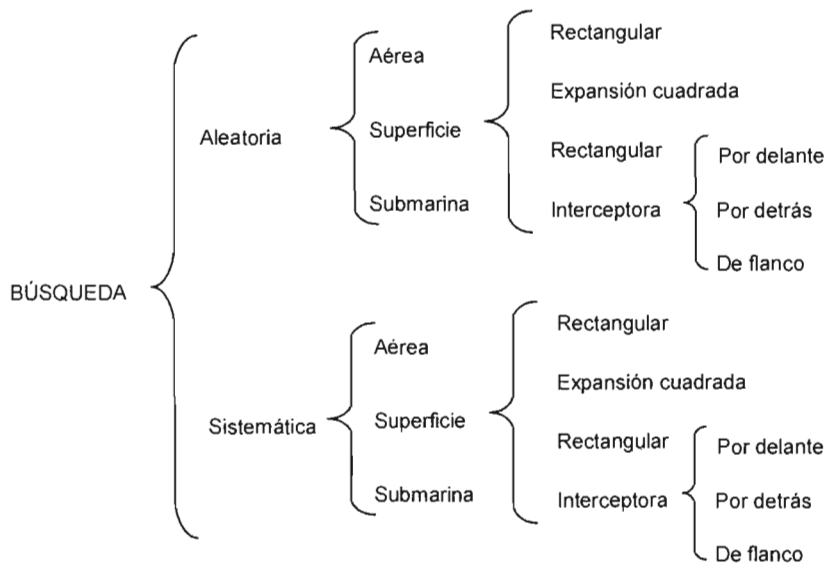 BÚSQUEDA
Aleatoria
Aérea
Superficie
Submarina
Rectangular
Expansión cuadrada
Rectangular
Interceptora
Por delante
Por detrás
De flanco
Sistemática
Aérea
Superficie
Submarina
Rectangular
Expansión cuadrada
Rectangular
Interceptora
Por delante
Por detrás
De flanco